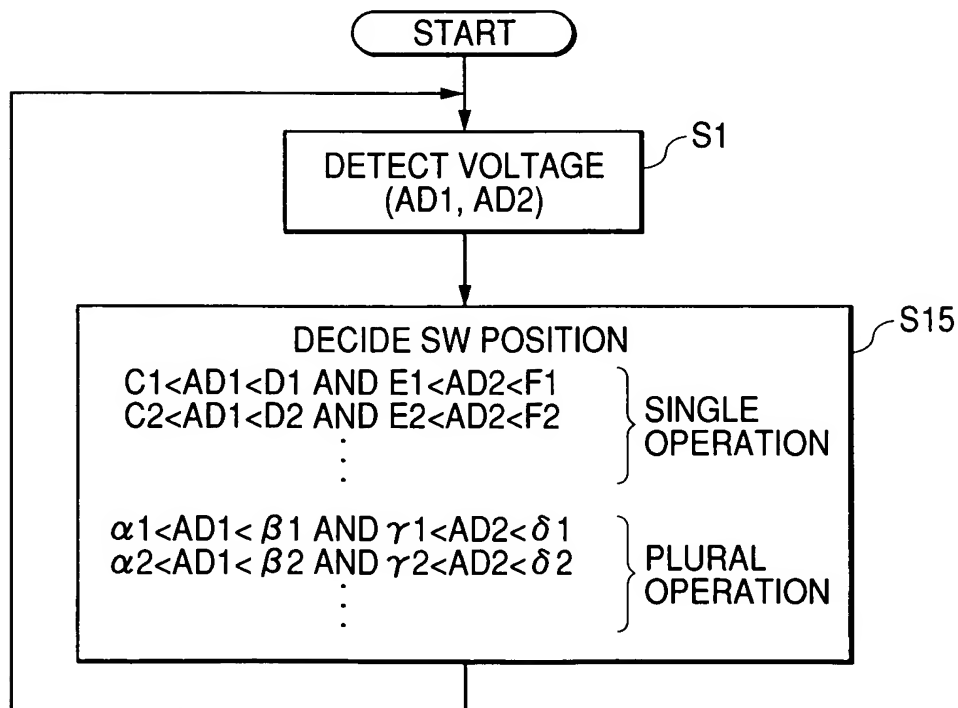 START
S1
DETECT VOLTAGE
(AD1, AD2)
S15
DECIDE SW POSITION
C1<AD1<D1 AND E1<AD2<F1
C2<AD1<D2 AND E2<AD2<F2
SINGLE
OPERATION
α1<AD1<β1 AND γ1<AD2<δ1
α2<AD1<β2 AND γ2<AD2<δ2
PLURAL
OPERATION